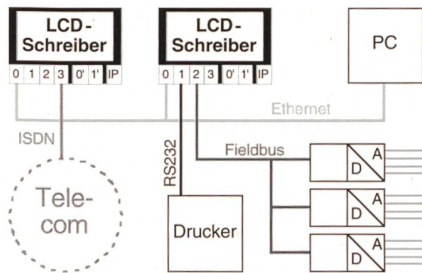 LCD-
Schreiber
0 1 2 3 0' 1' IP
LCD-
Schreiber
0 1 2 3 0' 1' IP
PC
Ethernet
ISDN
RS232
Fieldbus
Tele-
com
Drucker
A
D
A
D
A
D